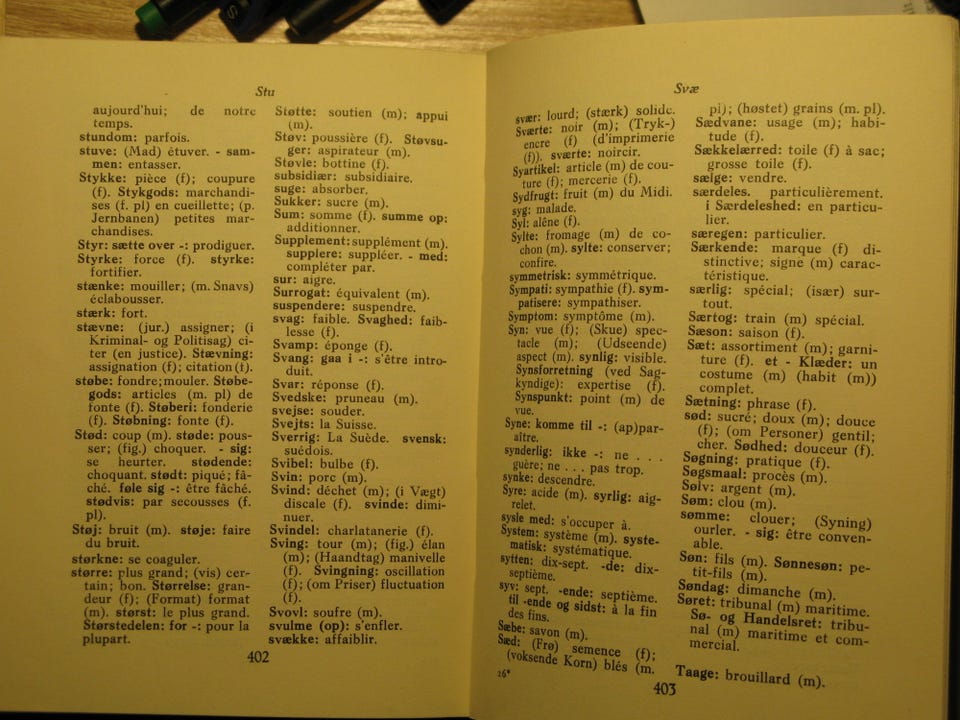 Stu
aujourd'hui; de notre
temps.
stundom: parfois.
stuve: (Mad) étuver. - sam-
men: entasser.
Stykke: pièce (f); coupure
(f). Stykgods: marchandi-
ses (f. pl) en cueillette; (p.
Jernbanen) petites mar-
chandises.
Styr: sætte over -: prodiguer.
Styrke: force (f). styrke:
fortifier.
stænke: mouiller; (m. Snavs)
éclabousser.
stærk: fort.
stævne: (jur.) assigner; (i
Kriminal- og Politisag) ci-
ter (en justice). Stævning:
assignation (f); citation (f).
støbe: fondre; mouler. Støbe-
gods: articles (m. pl) de
fonte (f). Støberi: fonderie
(f). Støbning: fonte (f).
Stød: coup (m). støde: pous-
ser; (fig.) choquer. - sig:
se heurter. stødende:
choquant. stødt: piqué; fâ-
ché. føle sig -: être fâché.
stødvis: par secousses (f.
pl).
Støj: bruit (m). støje: faire
du bruit.
størkne: se coaguler.
større: plus grand; (vis) cer-
tain; bon. Størrelse: gran-
deur (f); (Format) format
(m). størst: le plus grand.
Størstedelen: for -: pour la
plupart.
Støtte: soutien (m); appui
(m).
Støv: poussière (f). Støvsu-
ger: aspirateur (m).
Støvle: bottine (f).
subsidiær: subsidiaire.
suge: absorber.
Sukker: sucre (m).
Sum: somme (f). summe op:
additionner.
Supplement: supplément (m).
supplere: suppléer. - med:
compléter par.
sur: aigre.
Surrogat: équivalent (m).
suspendere: suspendre.
svag: faible. Svaghed: faib-
lesse (f).
Svamp: éponge (f).
Svang: gaa i -: s'être intro-
duit.
Svar: réponse (f).
Svedske: pruneau (m).
svejse: souder.
Svejts: la Suisse.
Sverrig: La Suède. svensk:
suédois.
Svibel: bulbe (f).
Svin: porc (m).
Svind: déchet (m); (i Vægt)
discale (f). svinde: dimi-
nuer.
Svindel: charlatanerie (f).
Sving: tour (m); (fig.) élan
(m); (Haandtag) manivelle
(f). Svingning: oscillation
(f); (om Priser) fluctuation
(f).
Svovl: soufre (m).
svulme (op): s'enfler.
svække: affaiblir.
402
Svæ
svær: lourd; (stærk) solide.
Sværte: noir (m); (Tryk-)
encre (f) (d'imprimerie
(f)). sværte: noircir.
Syartikel: article (m) de cou-
ture (f); mercerie (f).
Sydfrugt: fruit (m) du Midi.
syg: malade.
Syl: alêne (f).
Sylte: fromage (m) de co-
chon (m). sylte: conserver;
confire.
symmetrisk: symmétrique.
Sympati: sympathie (f). sym-
patisere: sympathiser.
Symptom: symptôme (m).
Syn: vue (f); (Skue) spec-
tacle (m); (Udseende)
aspect (m). synlig: visible.
Synsforretning (ved Sag-
kyndige): expertise (f).
Synspunkt: point (m) de
vue.
Syne: komme til -: (ap)par-
aître.
synderlig: ikke -: ne . . .
guère; ne . . . pas trop.
synke: descendre.
Syre: acide (m). syrlig: aig-
relet.
sysle med: s'occuper à.
System: système (m). syste-
matisk: systématique.
sytten: dix-sept. -de: dix-
septième.
syv: sept. -ende: septième.
til -ende og sidst: à la fin
des fins.
Sæbe: savon (m).
Sæd: (Frø) semence (f);
(voksende Korn) blés (m.
16*
pl); (høstet) grains (m. pl).
Sædvane: usage (m); habi-
tude (f).
Sækkelærred: toile (f) à sac;
grosse toile (f).
sælge: vendre.
særdeles. particulièrement.
i Særdeleshed: en particu-
lier.
særegen: particulier.
Særkende: marque (f) di-
stinctive; signe (m) carac-
téristique.
særlig: spécial; (især) sur-
tout.
Særtog: train (m) spécial.
Sæson: saison (f).
Sæt: assortiment (m); garni-
ture (f). et - Klæder: un
costume (m) (habit (m))
complet.
Sætning: phrase (f).
sød: sucré; doux (m); douce
(f); (om Personer) gentil;
cher. Sødhed: douceur (f).
Søgning: pratique (f).
Søgsmaal: procès (m).
Sølv: argent (m).
Søm: clou (m).
sømme: clouer; (Syning)
ourler. - sig: être conven-
able.
Søn: fils (m). Sønnesøn: pe-
tit-fils (m).
Søndag: dimanche (m).
Søret: tribunal (m) maritime.
Sø- og Handelsret: tribu-
nal (m) maritime et com-
mercial.
Taage: brouillard (m).
403